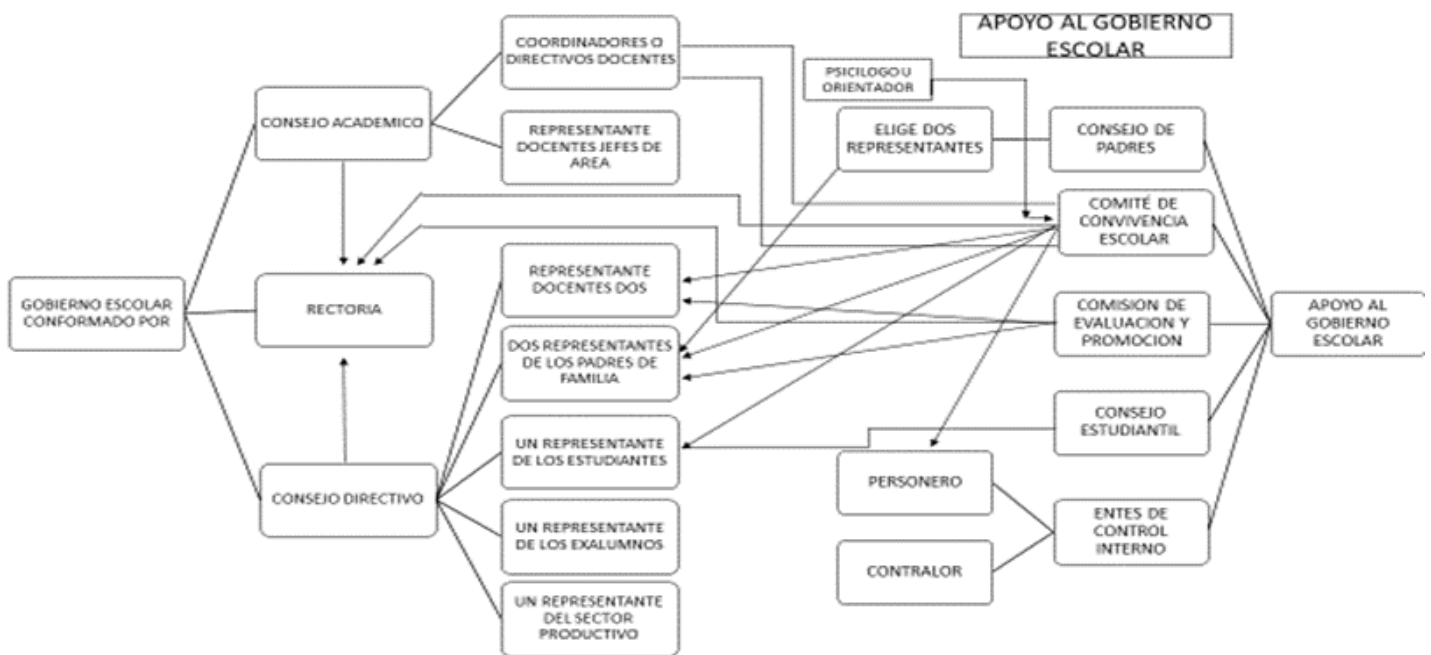 APOYO AL GOBIERNO
ESCOLAR
COORDINADORES O
DIRECTIVOS DOCENTES
PSICILOGO U
ORIENTADOR
CONSEJO ACADEMICO
REPRESENTANTE
DOCENTES JEFES DE
AREA
ELIGE DOS
REPRESENTANTES
CONSEJO DE
PADRES
COMITÉ DE
CONVIVENCIA
ESCOLAR
GOBIERNO ESCOLAR
CONFORMADO POR
RECTORIA
REPRESENTANTE
DOCENTES DOS
COMISION DE
EVALUACION Y
PROMOCION
APOYO AL
GOBIERNO
ESCOLAR
DOS REPRESENTANTES
DE LOS PADRES DE
FAMILIA
CONSEJO
ESTUDIANTIL
UN REPRESENTANTE
DE LOS ESTUDIANTES
PERSONERO
CONSEJO DIRECTIVO
UN REPRESENTANTE
DE LOS EXALUMNOS
ENTES DE
CONTROL
INTERNO
CONTRALOR
UN REPRESENTANTE
DEL SECTOR
PRODUCTIVO